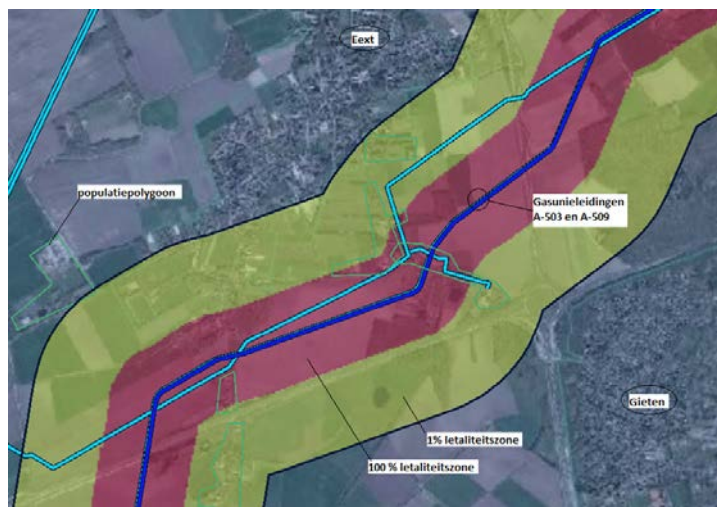 Eext
populatiepolygoon
Gasunieleidingen
A-503 en A-509
Gieten
1% letaliteitszone
100 % letaliteitszone